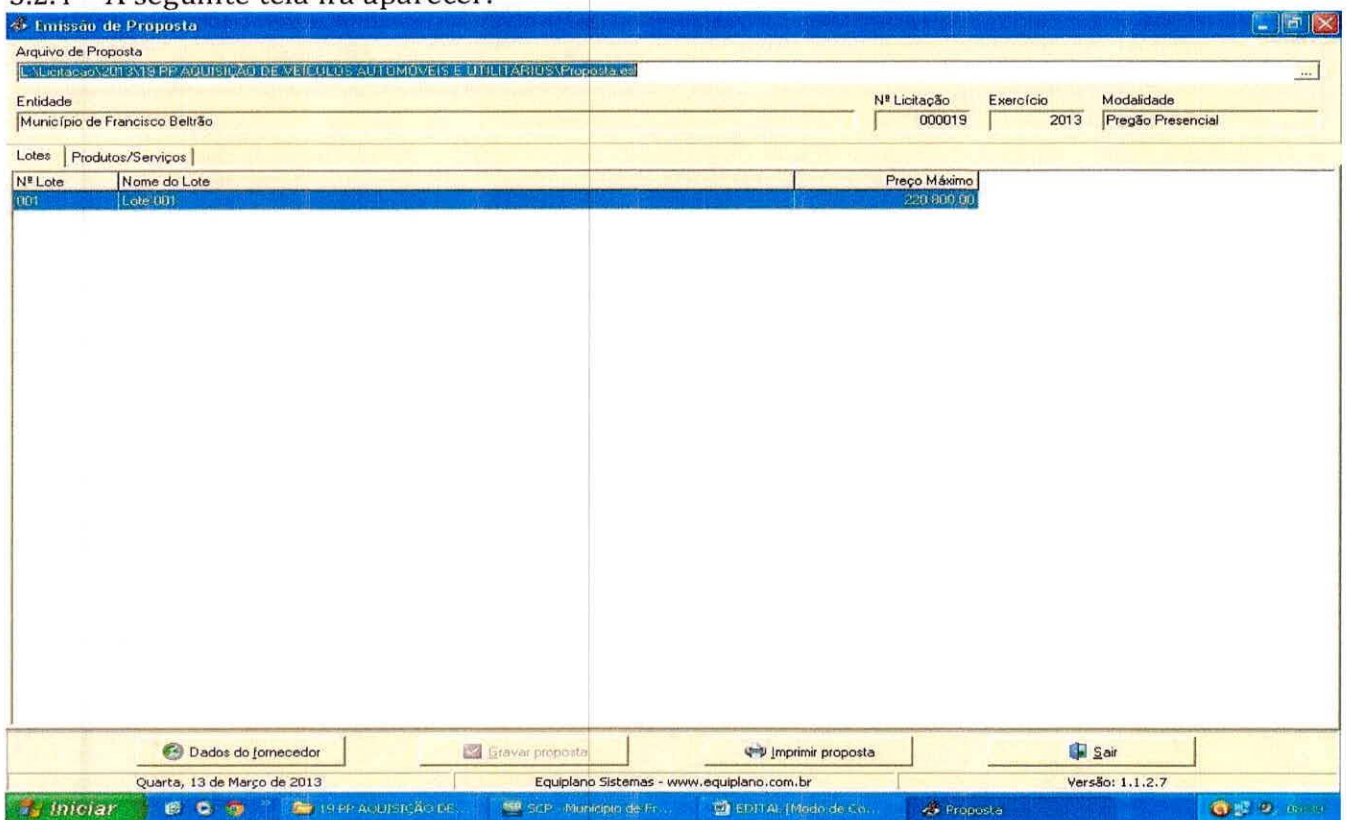 5.2.4 – A seguinte tela irá aparecer:
Emissão de Proposta
Arquivo de Proposta
L:\Licitacao\2013\19 PP AQUISIÇÃO DE VEÍCULOS AUTOMÓVEIS E UTILITÁRIOS\Proposta.esl
...
Entidade Nº Licitação Exercício Modalidade
Município de Francisco Beltrão 000019 2013 Pregão Presencial
Lotes Produtos/Serviços
Nº Lote Nome do Lote Preço Máximo
001 Lote 001 220.800,00
Dados do fornecedor Gravar proposta Imprimir proposta Sair
Quarta, 13 de Março de 2013 Equiplano Sistemas - www.equiplano.com.br Versão: 1.1.2.7
Iniciar 19 PP AQUISIÇÃO DE... SCP - Município de Fr... EDITAL [Modo de Co... Proposta